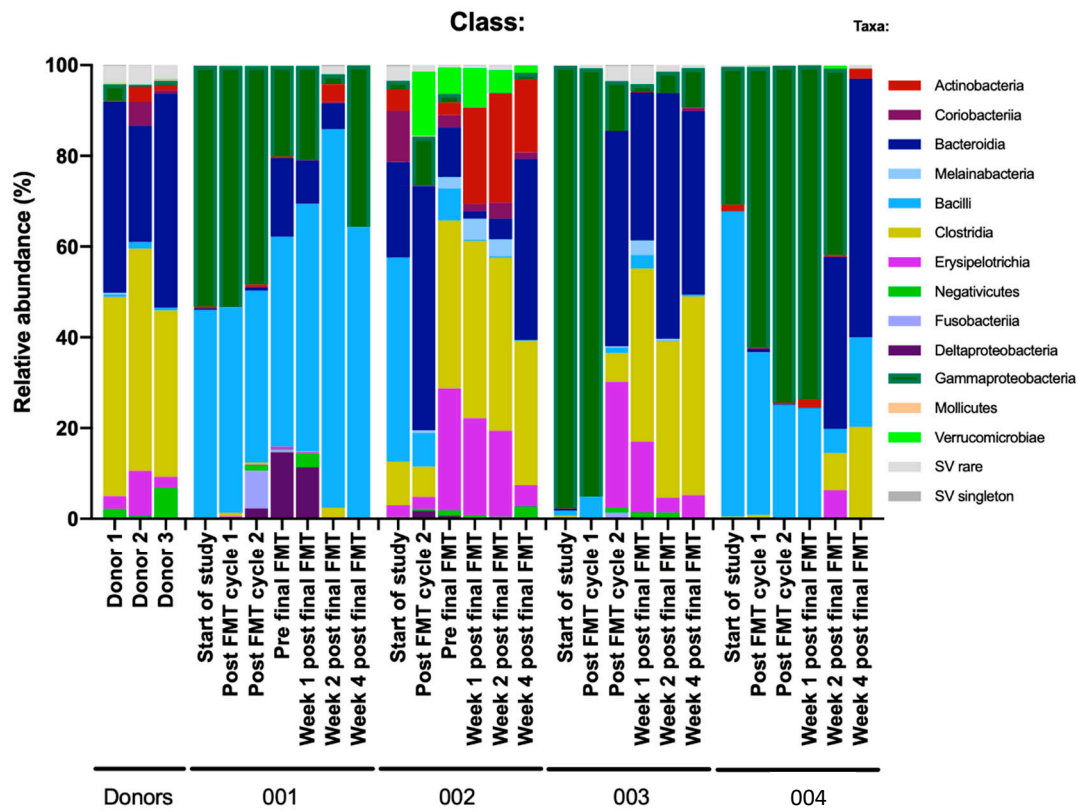 Class:
Taxa:
Relative abundance (%)
100
80
60
40
20
0
Actinobacteria
Coriobacteriia
Bacteroidia
Melainabacteria
Bacilli
Clostridia
Erysipelotrichia
Negativicutes
Fusobacteriia
Deltaproteobacteria
Gammaproteobacteria
Mollicutes
Verrucomicrobiae
SV rare
SV singleton
Donor 1
Donor 2
Donor 3
Start of study
Post FMT cycle 1
Post FMT cycle 2
Pre final FMT
Week 1 post final FMT
Week 2 post final FMT
Week 4 post final FMT
Start of study
Post FMT cycle 2
Pre final FMT
Week 1 post final FMT
Week 2 post final FMT
Week 4 post final FMT
Start of study
Post FMT cycle 1
Post FMT cycle 2
Week 1 post final FMT
Week 2 post final FMT
Week 4 post final FMT
Start of study
Post FMT cycle 1
Post FMT cycle 2
Week 1 post final FMT
Week 2 post final FMT
Week 4 post final FMT
Donors
001
002
003
004